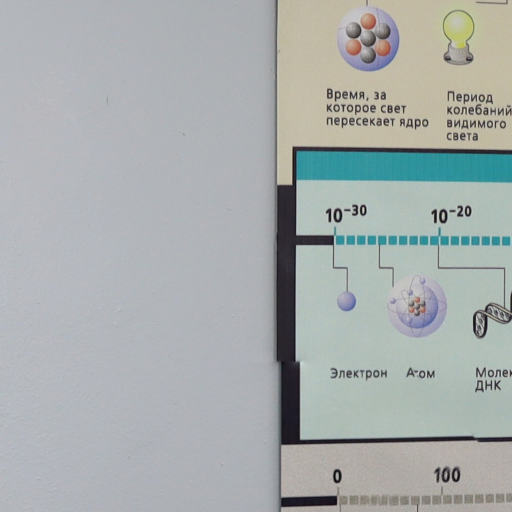 Время, за
которое свет
пересекает ядро
Период
колебаний
видимого
света
10⁻³⁰ 10⁻²⁰
Электрон Атом
Молек
ДНК
0 100